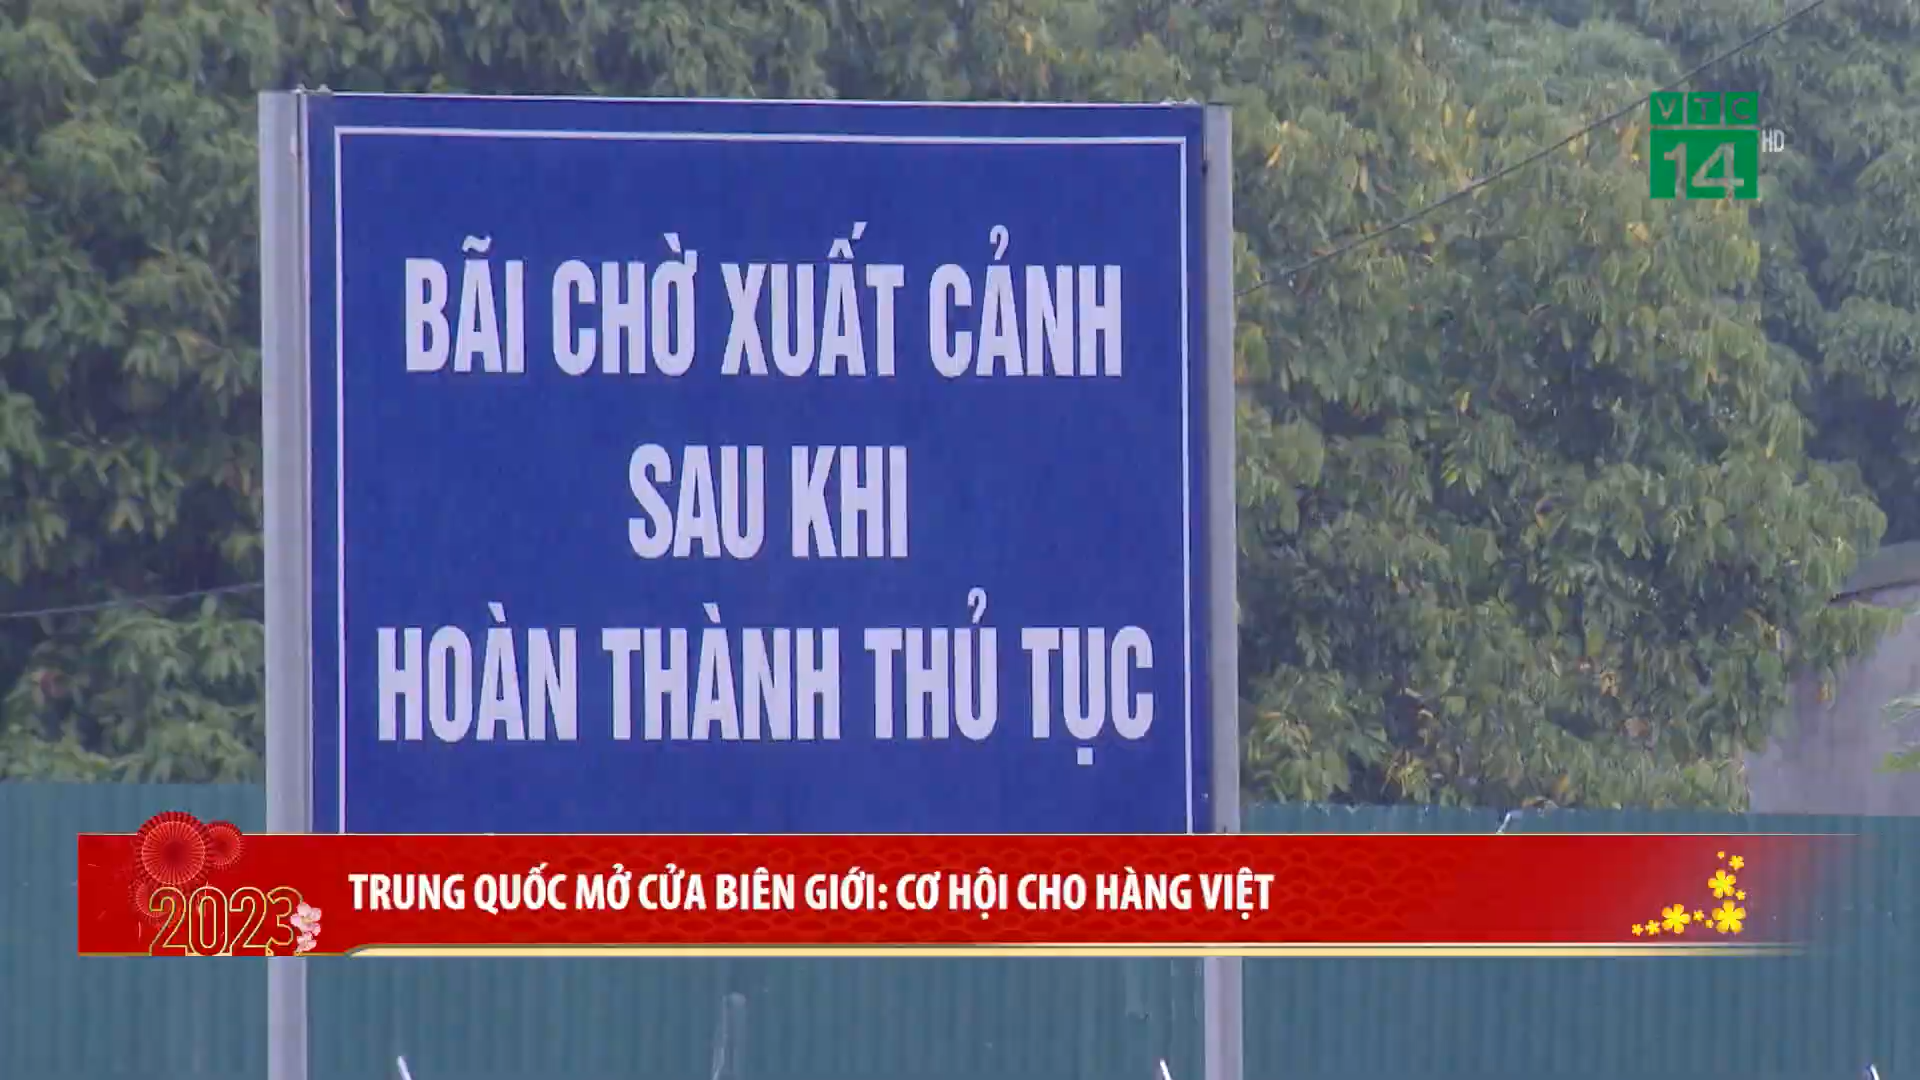 VTC
14 HD
BÃI CHỜ XUẤT CẢNH
SAU KHI
HOÀN THÀNH THỦ TỤC
2023
TRUNG QUỐC MỞ CỬA BIÊN GIỚI: CƠ HỘI CHO HÀNG VIỆT